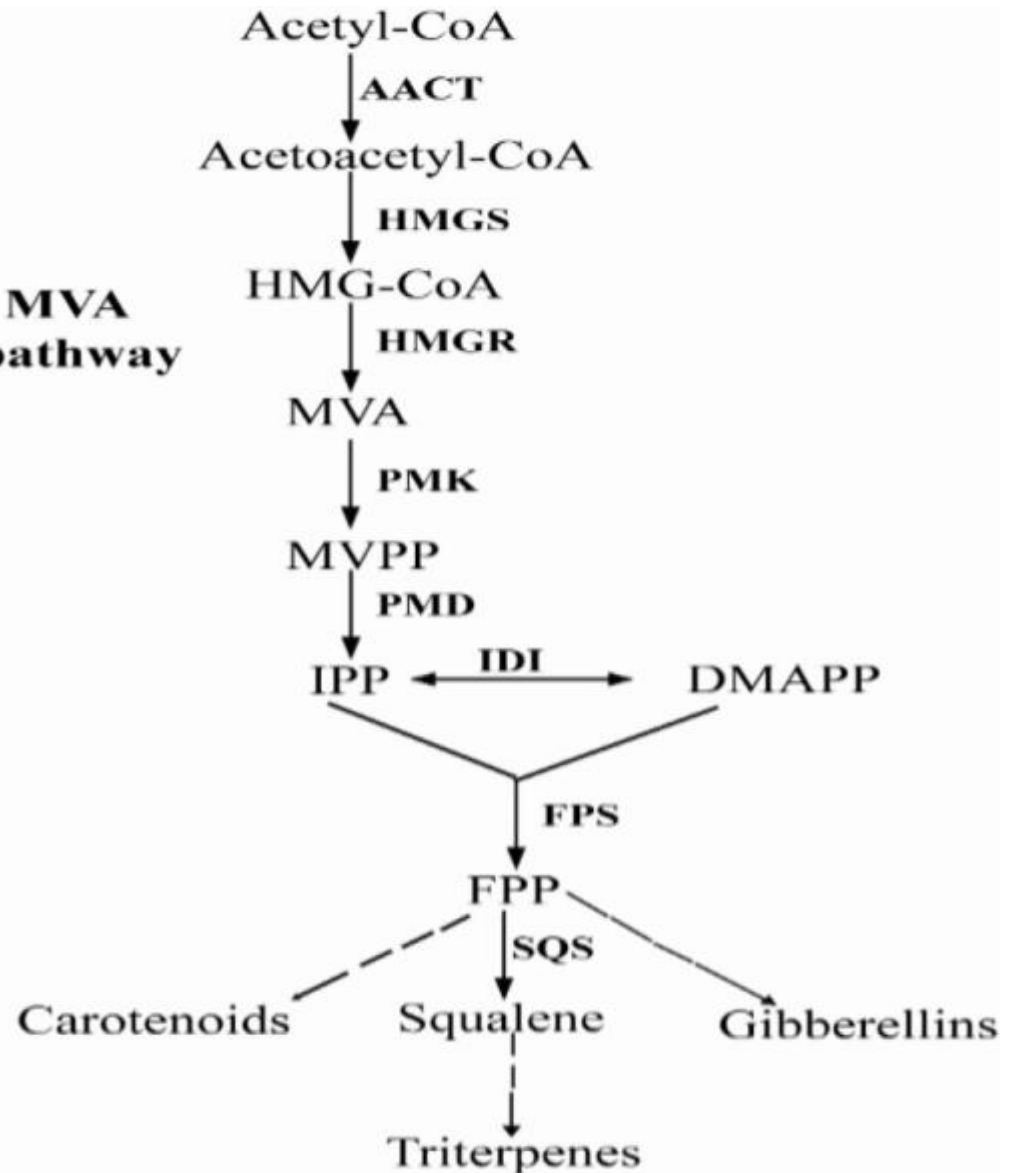 Acetyl-CoA
AACT
Acetoacetyl-CoA
HMGS
HMG-CoA
MVA
pathway
HMGR
MVA
PMK
MVPP
PMD
IPP IDI DMAPP
FPS
FPP
SQS
Carotenoids Squalene Gibberellins
Triterpenes